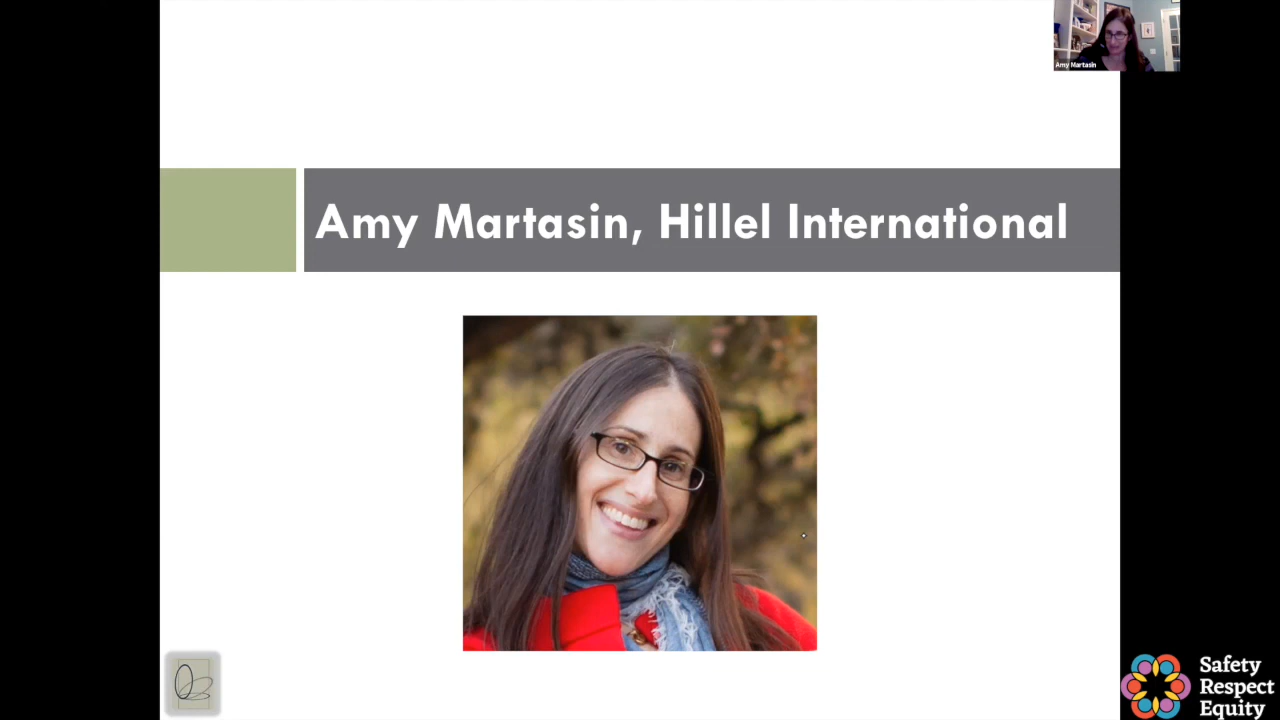 Amy Martasin
Amy Martasin, Hillel International
Safety
Respect
Equity